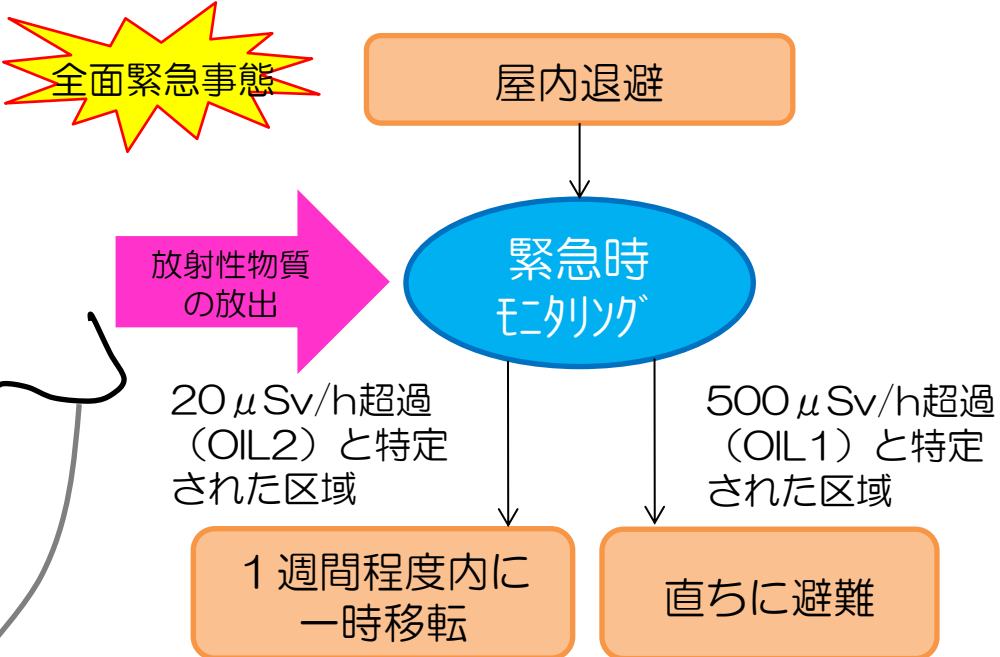 全面緊急事態
屋内退避
放射性物質
の放出
緊急時
ﾓﾆﾀﾘﾝｸﾞ
20μSv/h超過
（OIL2）と特定
された区域
500μSv/h超過
（OIL1）と特定
された区域
１週間程度内に
一時移転
直ちに避難